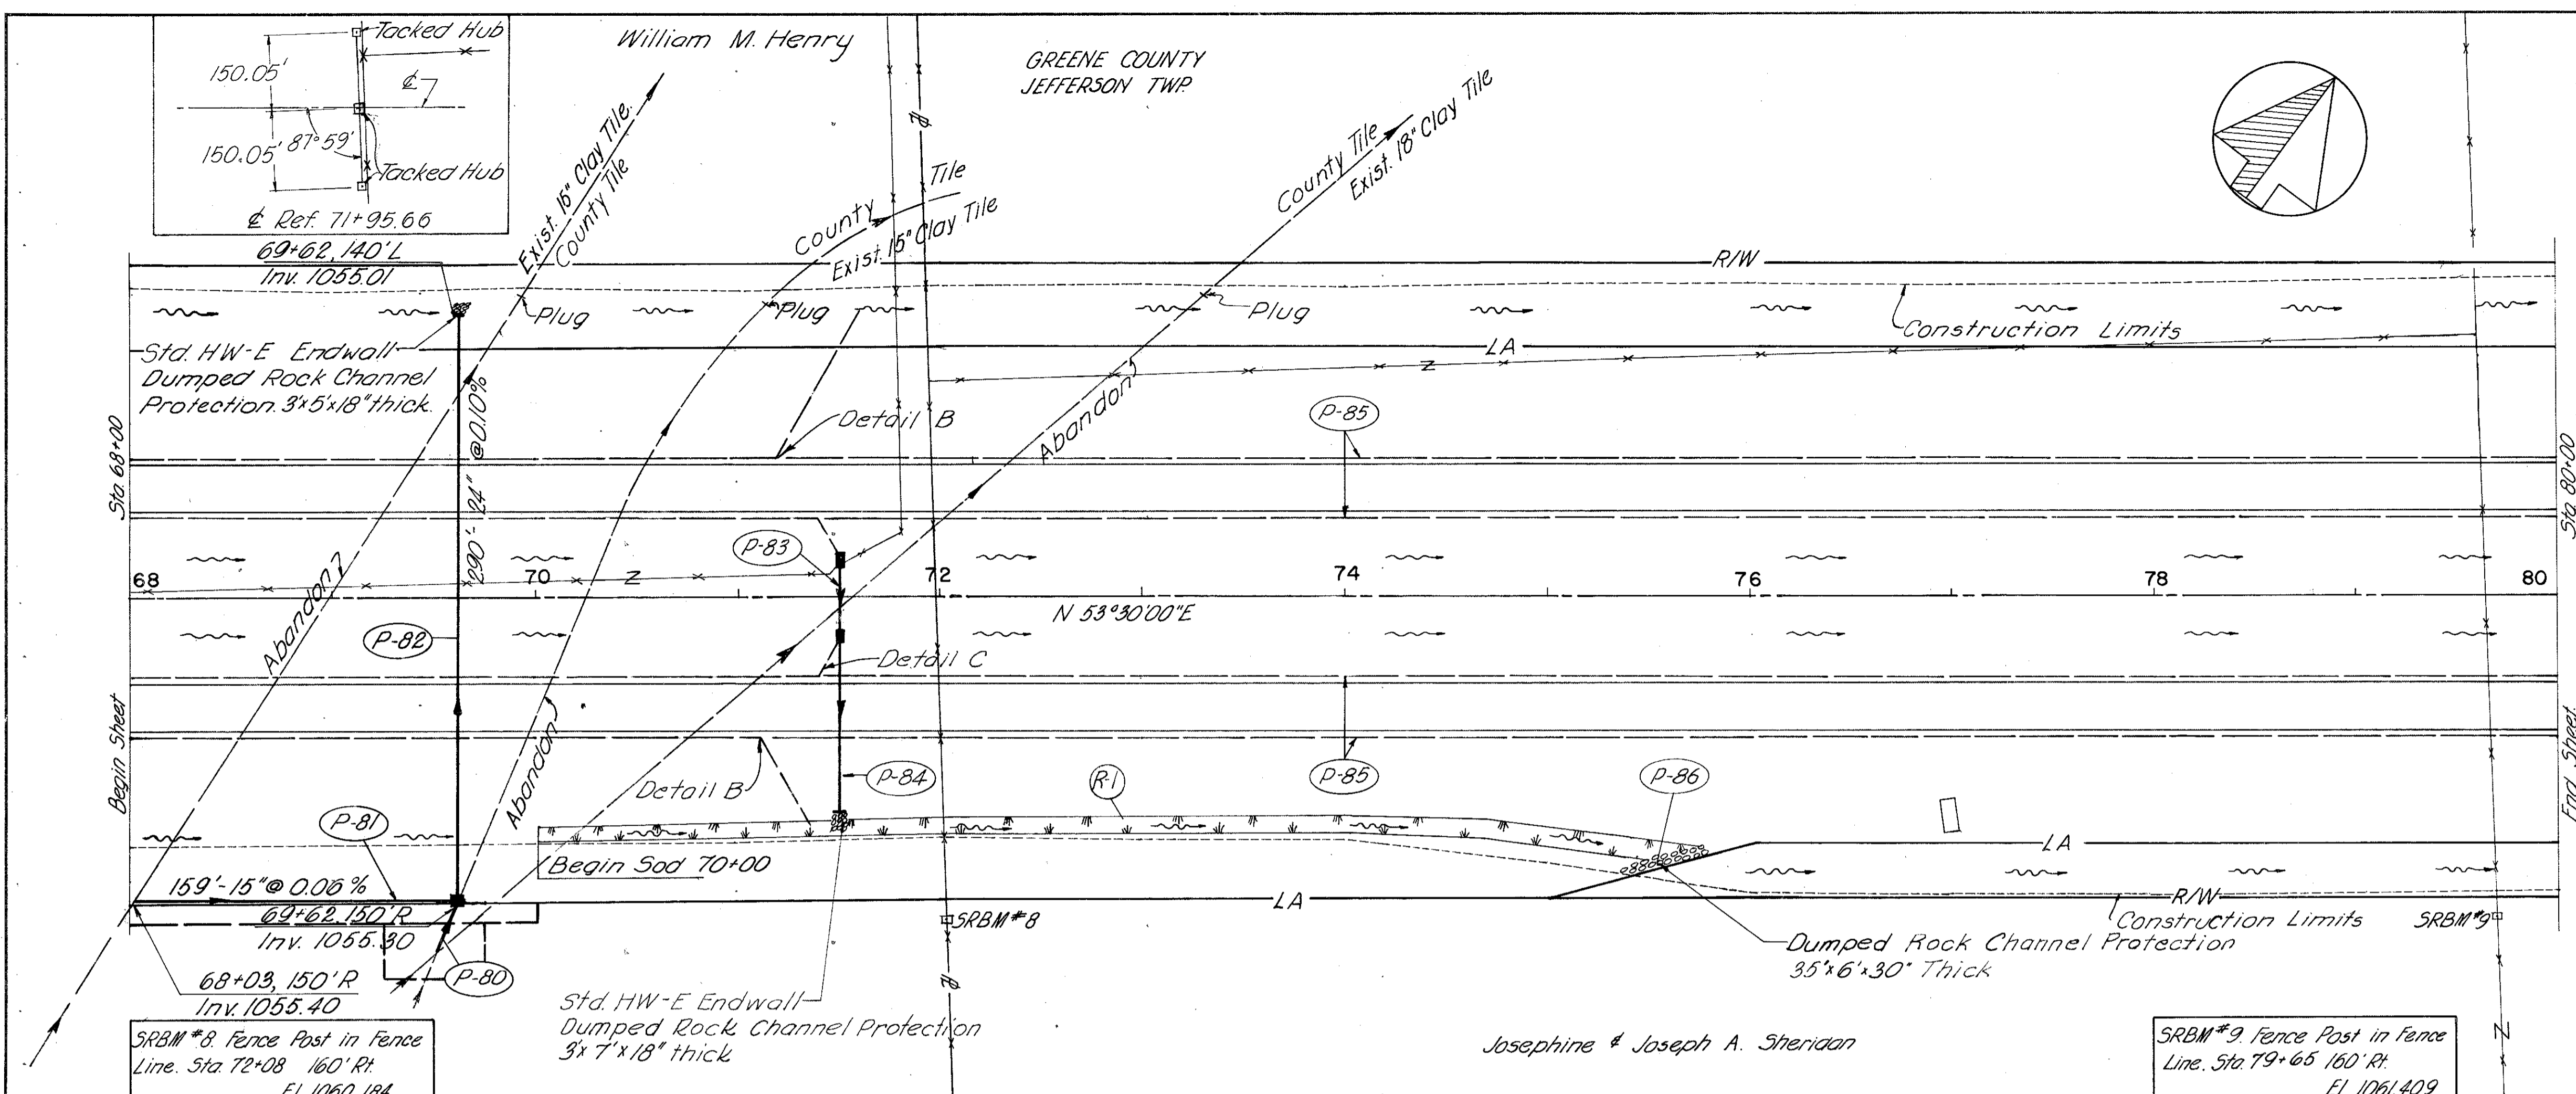 Tacked Hub
150.05'
℄
87°59'
150.05'
Tacked Hub
℄ Ref. 71+95.66
William M. Henry
GREENE COUNTY
JEFFERSON TWP.
Exist. 15" Clay Tile
County Tile
County Tile
Exist. 15" Clay Tile
County Tile
Exist. 18" Clay Tile
69+62, 140' L
Inv. 1055.01
R/W
Plug
Plug
Plug
Construction Limits
Std. HW-E Endwall
Dumped Rock Channel
Protection. 3'x5'x18" thick.
LA
Z
290'- 24" @0.10%
Detail B
Abandon
P-85
Sta. 68+00
Sta. 80+00
P-83
68
70
Z
72
74
76
78
80
N 53°30'00"E
Abandon
P-82
Detail C
Begin Sheet
End Sheet
Abandon
Detail B
P-84
R-1
P-85
P-86
P-81
Begin Sod 70+00
LA
159'-15"@ 0.06%
69+62, 150' R
Inv. 1055.30
LA
R/W
SRBM#8
Construction Limits
SRBM#9
P-80
Dumped Rock Channel Protection
35'x6'x30" Thick
68+03, 150' R
Inv. 1055.40
Std. HW-E Endwall
Dumped Rock Channel Protection
3'x 7'x18" thick
Josephine & Joseph A. Sheridan
SRBM#8. Fence Post in Fence
Line. Sta. 72+08 160' Rt.
El. 1060.184
SRBM#9. Fence Post in Fence
Line. Sta. 79+65 160' Rt.
El. 1061.409
Z